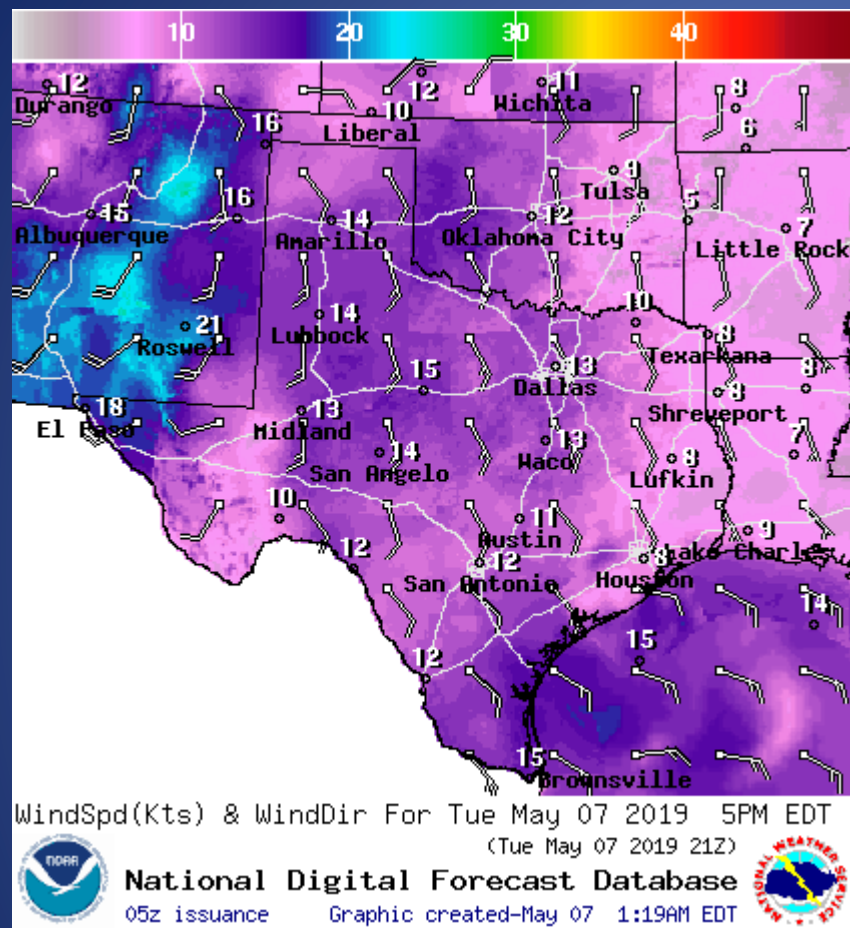 10 20 30 40
12 12 11 8
Durango Liberal 10 Wichita
16 6
9
Tulsa
15 16 14 12 5 7
Albuquerque Amarillo Oklahoma City Little Rock
21 14 10 8
Roswell Lubbock Texarkana
15 13 8 8
Dallas Shreveport
18 13
El Paso Midland
14 13 8 7
San Angelo Waco Lufkin
10 11 9
Austin Lake Charles
12 12 8
San Antonio Houston
15 14
12
15
Brownsville
WindSpd(Kts) & WindDir For Tue May 07 2019 5PM EDT
(Tue May 07 2019 21Z)
NOAA
National Digital Forecast Database
05z issuance Graphic created-May 07 1:19AM EDT
NATIONAL WEATHER SERVICE